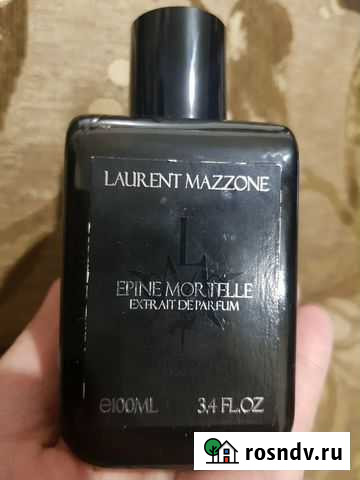 LAURENT MAZZONE
L
EPINE MORTELLE
EXTRAIT DE PARFUM
℮100ML 3.4 FL.OZ
rosndv.ru